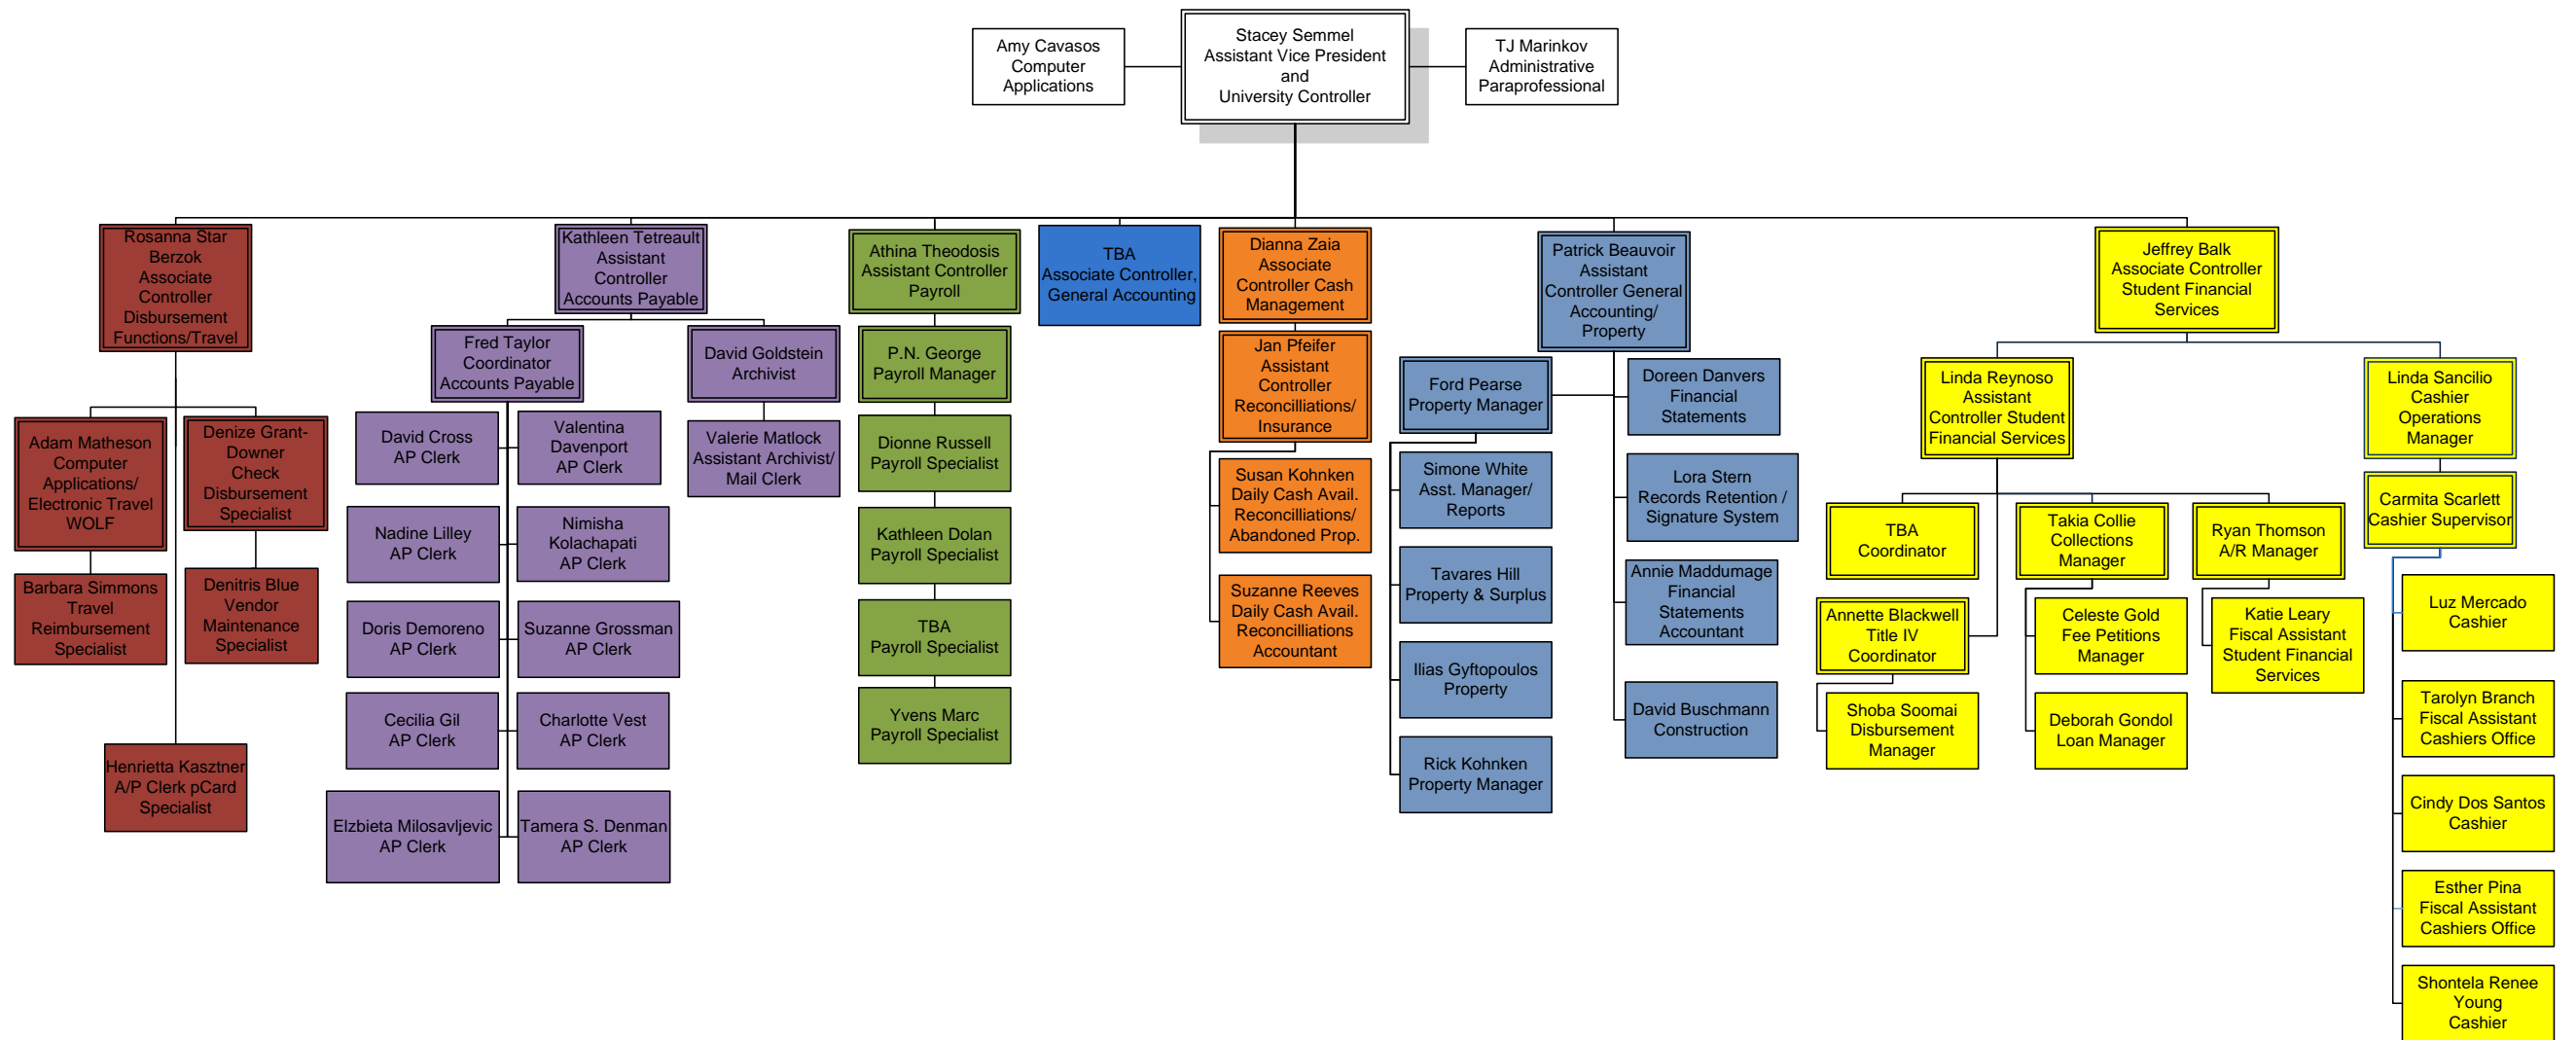 Amy Cavasos
Computer
Applications
Stacey Semmel
Assistant Vice President
and
University Controller
TJ Marinkov
Administrative
Paraprofessional
Rosanna Star
Berzok
Associate
Controller
Disbursement
Functions/Travel
Adam Matheson
Computer
Applications/
Electronic Travel
WOLF
Denize Grant-
Downer
Check
Disbursement
Specialist
Barbara Simmons
Travel
Reimbursement
Specialist
Denitris Blue
Vendor
Maintenance
Specialist
Henrietta Kasztner
A/P Clerk pCard
Specialist
Kathleen Tetreault
Assistant
Controller
Accounts Payable
Fred Taylor
Coordinator
Accounts Payable
David Goldstein
Archivist
David Cross
AP Clerk
Valentina
Davenport
AP Clerk
Valerie Matlock
Assistant Archivist/
Mail Clerk
Nadine Lilley
AP Clerk
Nimisha
Kolachapati
AP Clerk
Doris Demoreno
AP Clerk
Suzanne Grossman
AP Clerk
Cecilia Gil
AP Clerk
Charlotte Vest
AP Clerk
Elzbieta Milosavljevic
AP Clerk
Tamera S. Denman
AP Clerk
Athina Theodosis
Assistant Controller
Payroll
P.N. George
Payroll Manager
Dionne Russell
Payroll Specialist
Kathleen Dolan
Payroll Specialist
TBA
Payroll Specialist
Yvens Marc
Payroll Specialist
TBA
Associate Controller,
General Accounting
Dianna Zaia
Associate
Controller Cash
Management
Jan Pfeifer
Assistant
Controller
Reconcilliations/
Insurance
Susan Kohnken
Daily Cash Avail.
Reconcilliations/
Abandoned Prop.
Suzanne Reeves
Daily Cash Avail.
Reconcilliations
Accountant
Patrick Beauvoir
Assistant
Controller General
Accounting/
Property
Ford Pearse
Property Manager
Doreen Danvers
Financial
Statements
Simone White
Asst. Manager/
Reports
Lora Stern
Records Retention /
Signature System
Tavares Hill
Property & Surplus
Annie Maddumage
Financial
Statements
Accountant
Ilias Gyftopoulos
Property
David Buschmann
Construction
Rick Kohnken
Property Manager
Jeffrey Balk
Associate Controller
Student Financial
Services
Linda Reynoso
Assistant
Controller Student
Financial Services
Linda Sancilio
Cashier
Operations
Manager
TBA
Coordinator
Takia Collie
Collections
Manager
Ryan Thomson
A/R Manager
Carmita Scarlett
Cashier Supervisor
Annette Blackwell
Title IV
Coordinator
Celeste Gold
Fee Petitions
Manager
Katie Leary
Fiscal Assistant
Student Financial
Services
Shoba Soomai
Disbursement
Manager
Deborah Gondol
Loan Manager
Luz Mercado
Cashier
Tarolyn Branch
Fiscal Assistant
Cashiers Office
Cindy Dos Santos
Cashier
Esther Pina
Fiscal Assistant
Cashiers Office
Shontela Renee
Young
Cashier